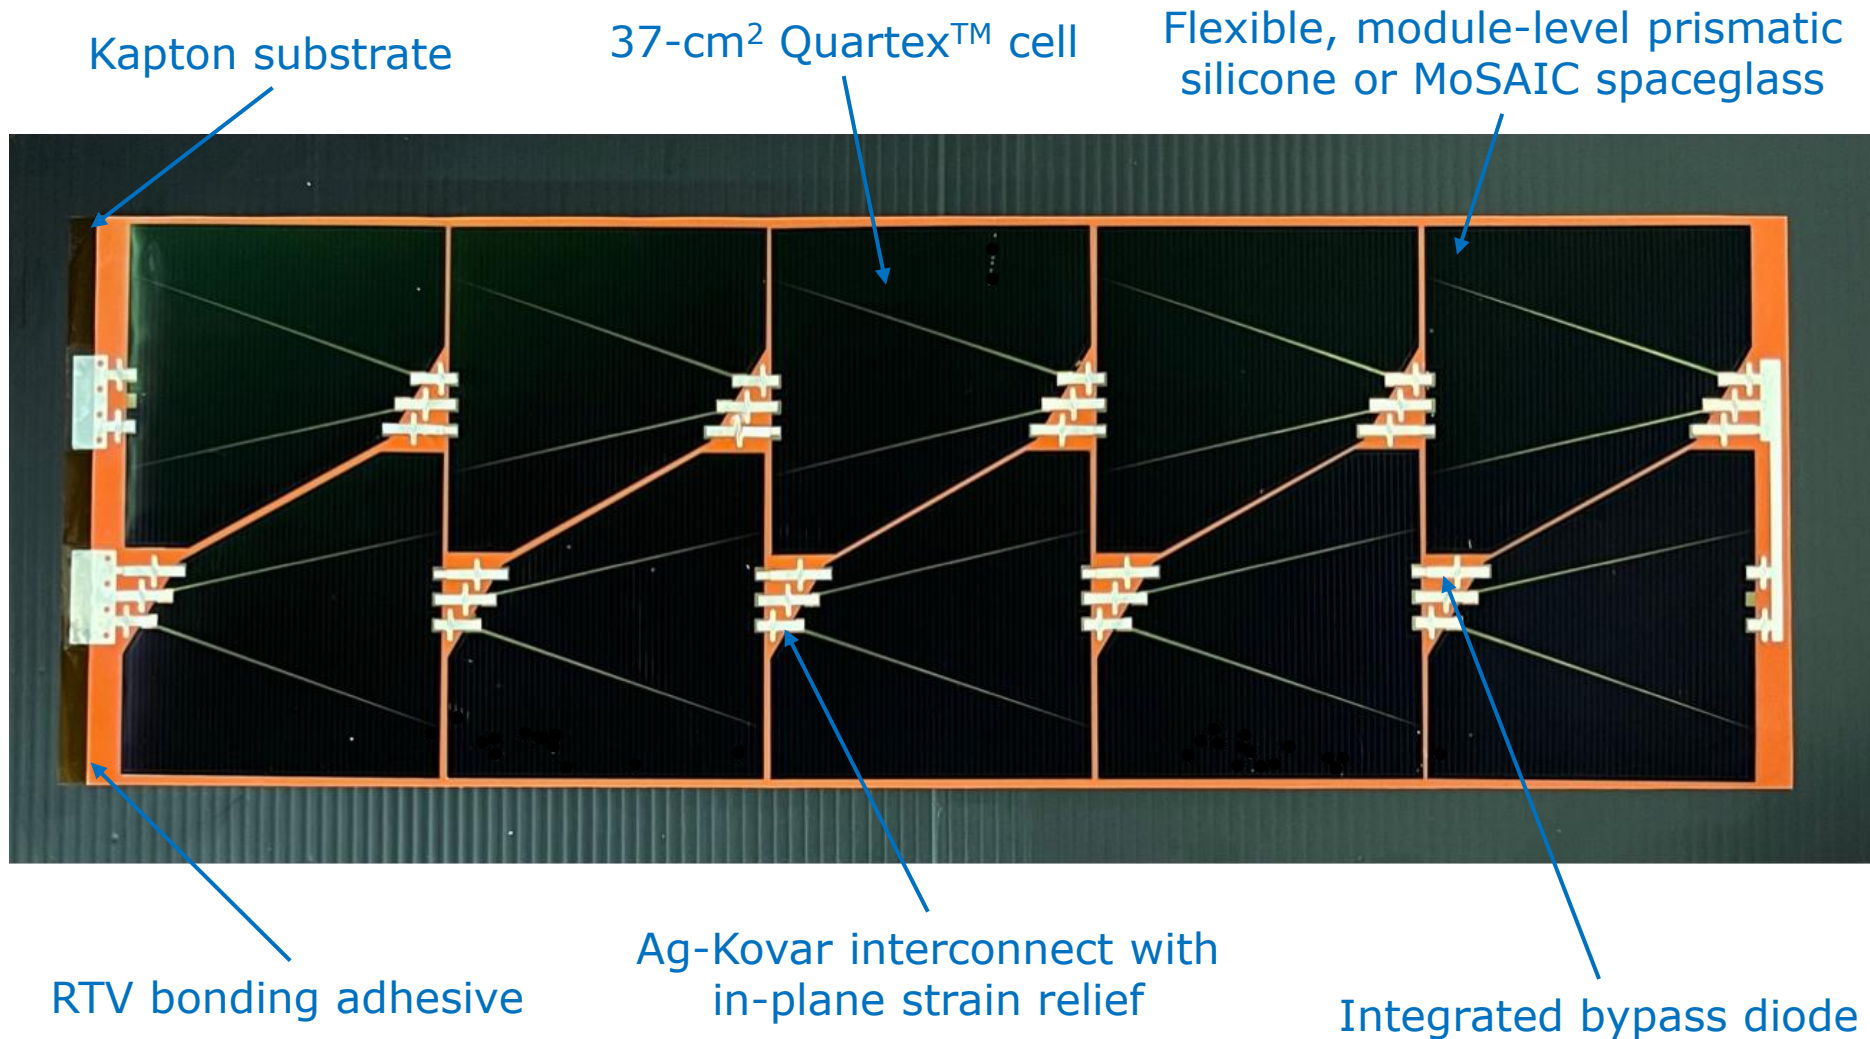 Kapton substrate
37-cm² Quartex™ cell
Flexible, module-level prismatic
silicone or MoSAIC spaceglass
RTV bonding adhesive
Ag-Kovar interconnect with
in-plane strain relief
Integrated bypass diode